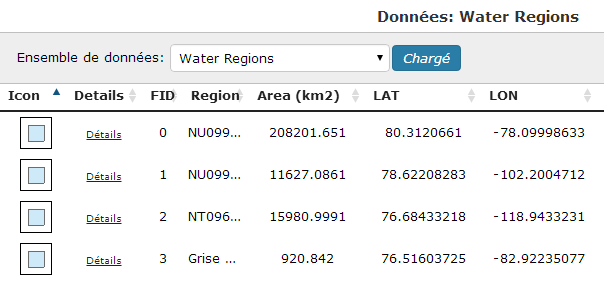 Données: Water Regions
Ensemble de données: Water Regions Chargé
Icon Details FID Region Area (km2) LAT LON
Détails 0 NU099... 208201.651 80.3120661 -78.09998633
Détails 1 NU099... 11627.0861 78.62208283 -102.2004712
Détails 2 NT096... 15980.9991 76.68433218 -118.9433231
Détails 3 Grise ... 920.842 76.51603725 -82.92235077